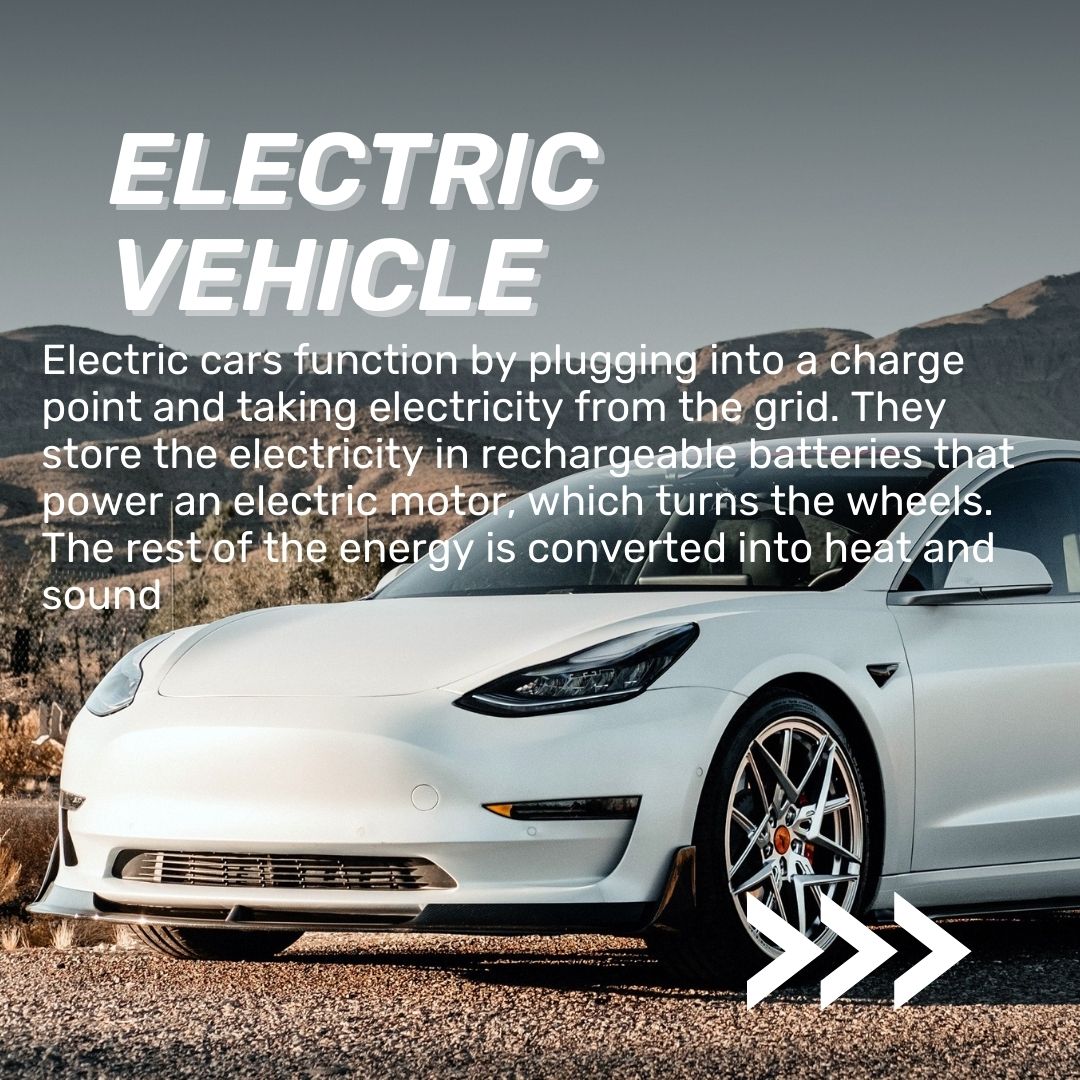 ELECTRIC
VEHICLE
Electric cars function by plugging into a charge
point and taking electricity from the grid. They
store the electricity in rechargeable batteries that
power an electric motor, which turns the wheels.
The rest of the energy is converted into heat and
sound